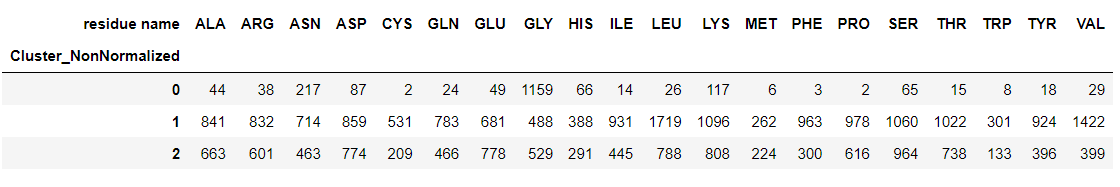 residue name ALA ARG ASN ASP CYS GLN GLU GLY HIS ILE LEU LYS MET PHE PRO SER THR TRP TYR VAL
Cluster_NonNormalized
0 44 38 217 87 2 24 49 1159 66 14 26 117 6 3 2 65 15 8 18 29
1 841 832 714 859 531 783 681 488 388 931 1719 1096 262 963 978 1060 1022 301 924 1422
2 663 601 463 774 209 466 778 529 291 445 788 808 224 300 616 964 738 133 396 399